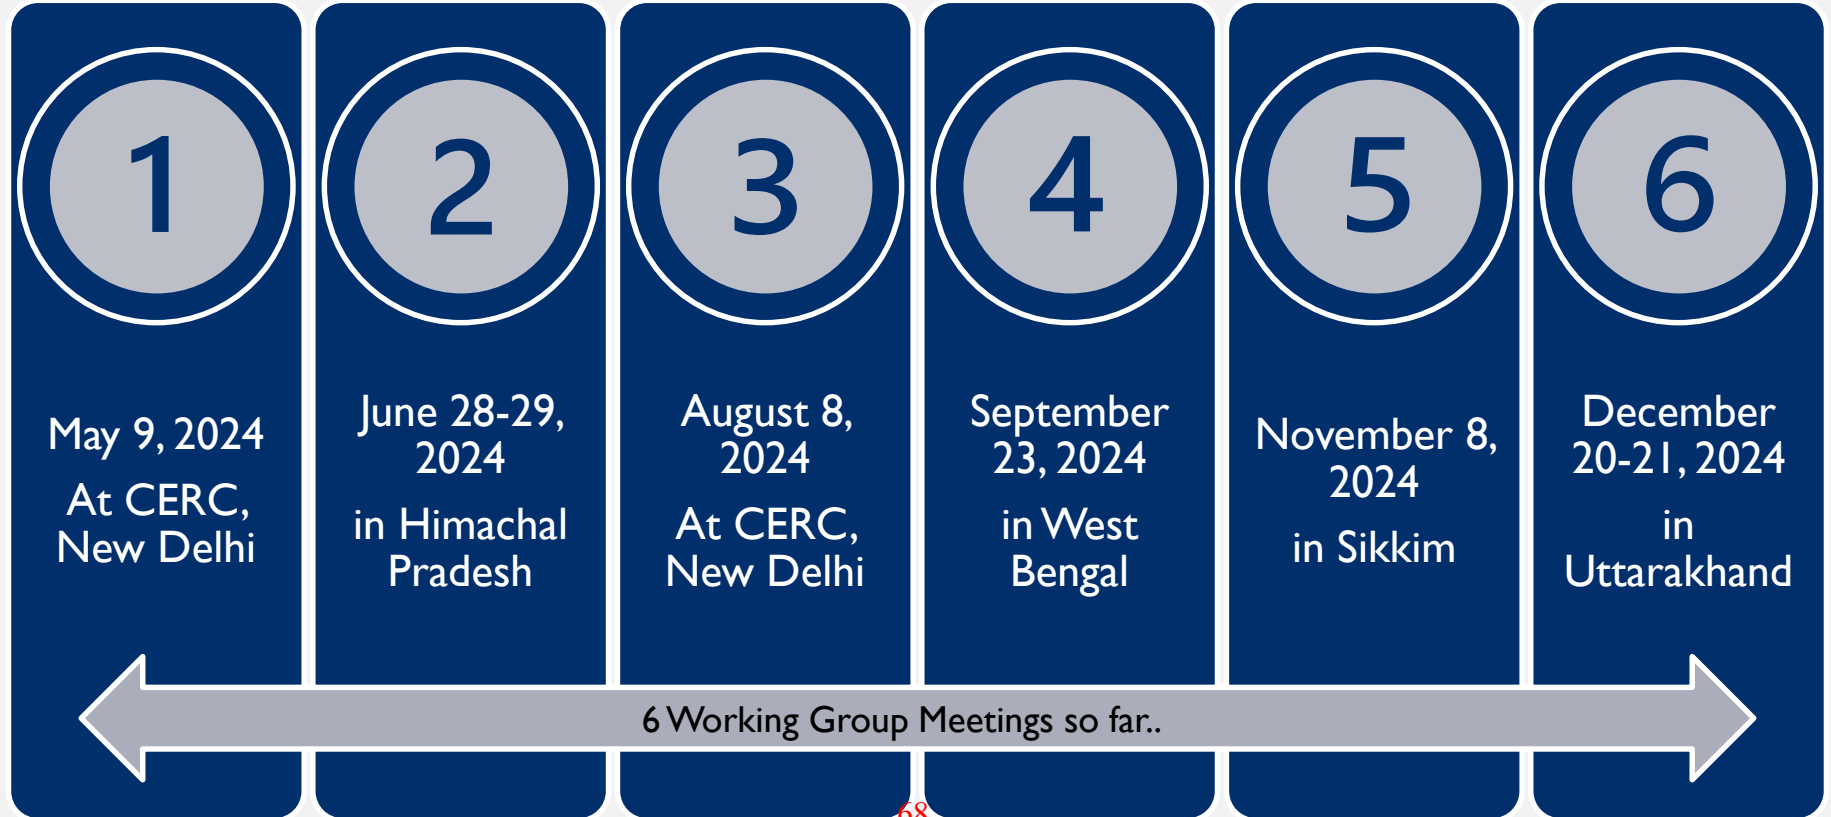 1
May 9, 2024
At CERC,
New Delhi
2
June 28-29,
2024
in Himachal
Pradesh
3
August 8,
2024
At CERC,
New Delhi
4
September
23, 2024
in West
Bengal
5
November 8,
2024
in Sikkim
6
December
20-21, 2024
in
Uttarakhand
6 Working Group Meetings so far..
68